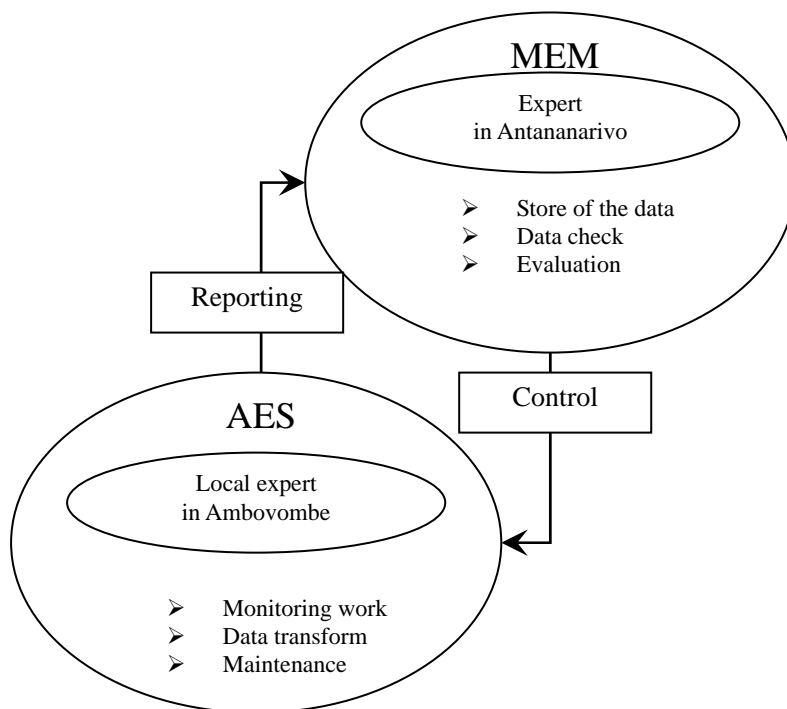 MEM
Expert
in Antananarivo
➢ Store of the data
➢ Data check
➢ Evaluation
Reporting
Control
AES
Local expert
in Ambovombe
➢ Monitoring work
➢ Data transform
➢ Maintenance